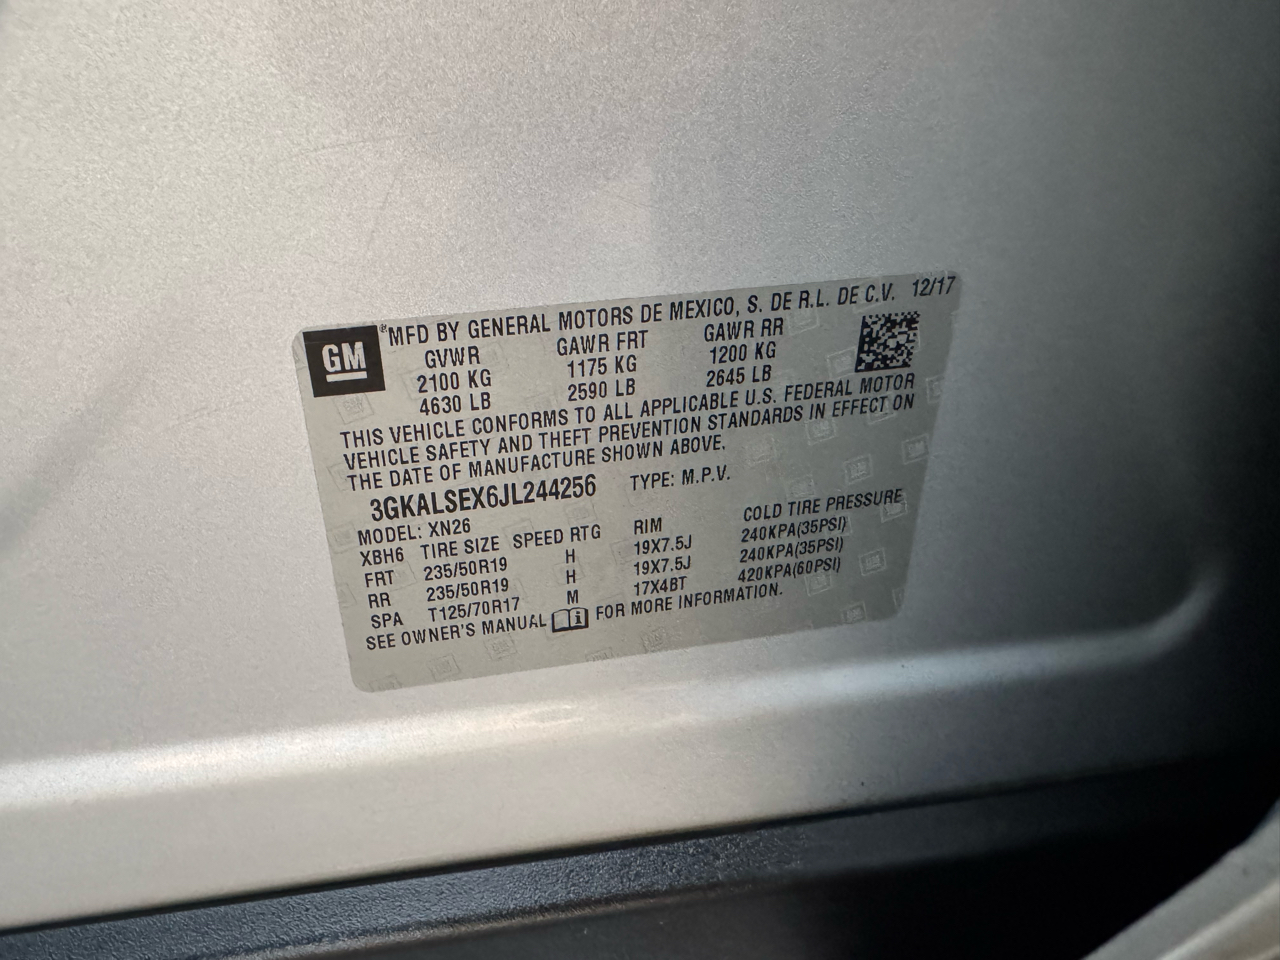 GM ® MFD BY GENERAL MOTORS DE MEXICO, S. DE R.L. DE C.V. 12/17
GVWR GAWR FRT GAWR RR
2100 KG 1175 KG 1200 KG
4630 LB 2590 LB 2645 LB
THIS VEHICLE CONFORMS TO ALL APPLICABLE U.S. FEDERAL MOTOR
VEHICLE SAFETY AND THEFT PREVENTION STANDARDS IN EFFECT ON
THE DATE OF MANUFACTURE SHOWN ABOVE.
3GKALSEX6JL244256 TYPE: M.P.V.
MODEL: XN26
XBH6 TIRE SIZE SPEED RTG RIM COLD TIRE PRESSURE
FRT 235/50R19 H 19X7.5J 240KPA(35PSI)
RR 235/50R19 H 19X7.5J 240KPA(35PSI)
SPA T125/70R17 M 17X4BT 420KPA(60PSI)
SEE OWNER'S MANUAL FOR MORE INFORMATION.